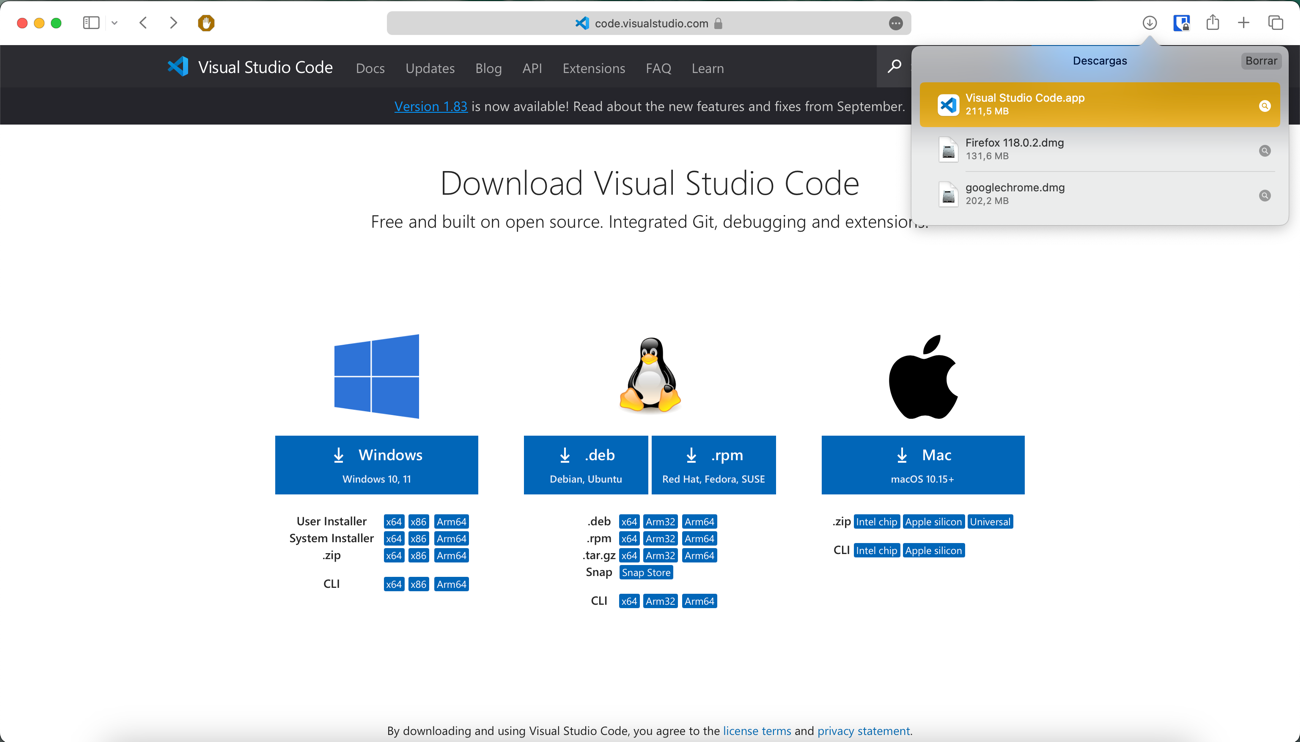 code.visualstudio.com
Visual Studio Code Docs Updates Blog API Extensions FAQ Learn
Version 1.83 is now available! Read about the new features and fixes from September.
Descargas
Borrar
Visual Studio Code.app
211,5 MB
Firefox 118.0.2.dmg
131,6 MB
googlechrome.dmg
202,2 MB
Download Visual Studio Code
Free and built on open source. Integrated Git, debugging and extensions.
Windows
Windows 10, 11
User Installer x64 x86 Arm64
System Installer x64 x86 Arm64
.zip x64 x86 Arm64
CLI x64 x86 Arm64
.deb
Debian, Ubuntu
.rpm
Red Hat, Fedora, SUSE
.deb x64 Arm32 Arm64
.rpm x64 Arm32 Arm64
.tar.gz x64 Arm32 Arm64
Snap Snap Store
CLI x64 Arm32 Arm64
Mac
macOS 10.15+
.zip Intel chip Apple silicon Universal
CLI Intel chip Apple silicon
By downloading and using Visual Studio Code, you agree to the license terms and privacy statement.